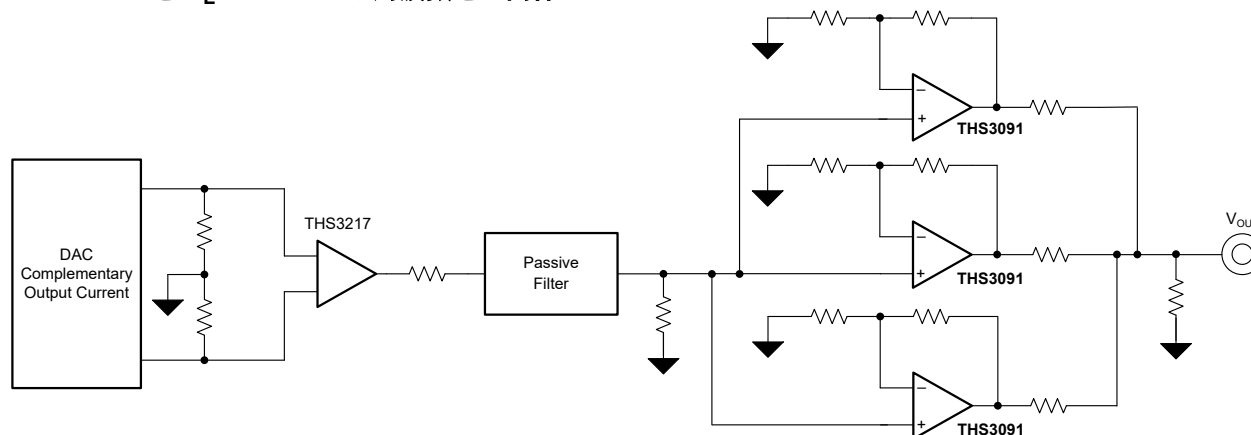 THS3091
THS3217
DAC
Complementary
Output Current
Passive
Filter
THS3091
THS3091